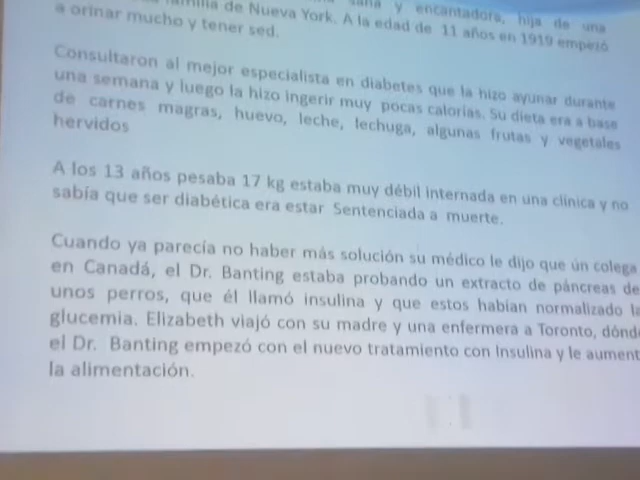 sana y encantadora, hija de una
familia de Nueva York. A la edad de 11 años en 1919 empezó
a orinar mucho y tener sed.
Consultaron al mejor especialista en diabetes que la hizo ayunar durante
una semana y luego la hizo ingerir muy pocas calorías. Su dieta era a base
de carnes magras, huevo, leche, lechuga, algunas frutas y vegetales
hervidos
A los 13 años pesaba 17 kg estaba muy débil internada en una clínica y no
sabía que ser diabética era estar Sentenciada a muerte.
Cuando ya parecía no haber más solución su médico le dijo que ún colega
en Canadá, el Dr. Banting estaba probando un extracto de páncreas de
unos perros, que él llamó insulina y que estos habían normalizado la
glucemia. Elizabeth viajó con su madre y una enfermera a Toronto, dónde
el Dr. Banting empezó con el nuevo tratamiento con Insulina y le aument
la alimentación.